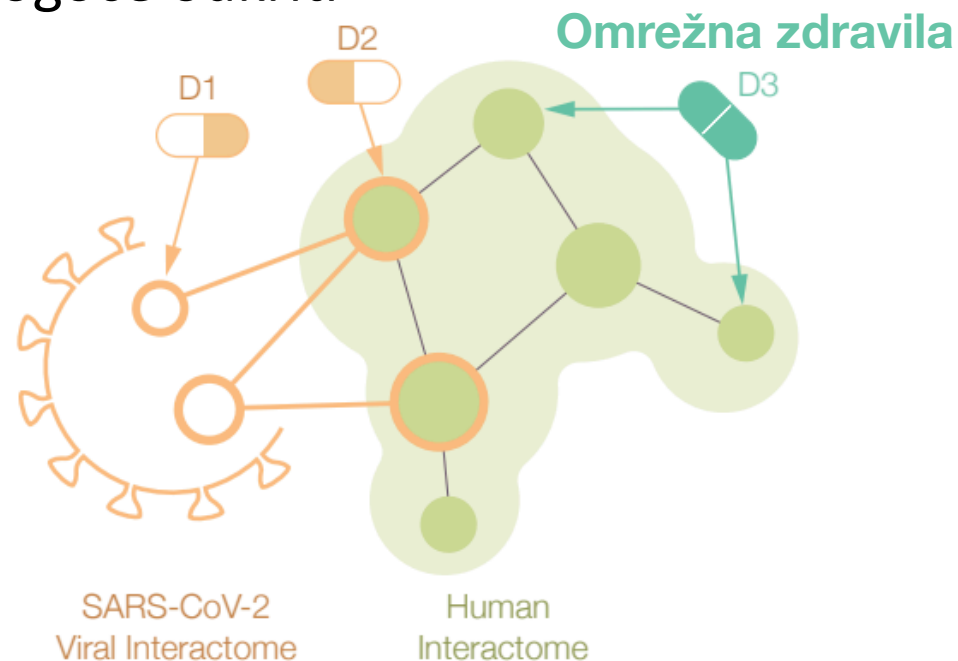 Omrežna zdravila
D1
D2
D3
SARS-CoV-2
Viral Interactome
Human
Interactome